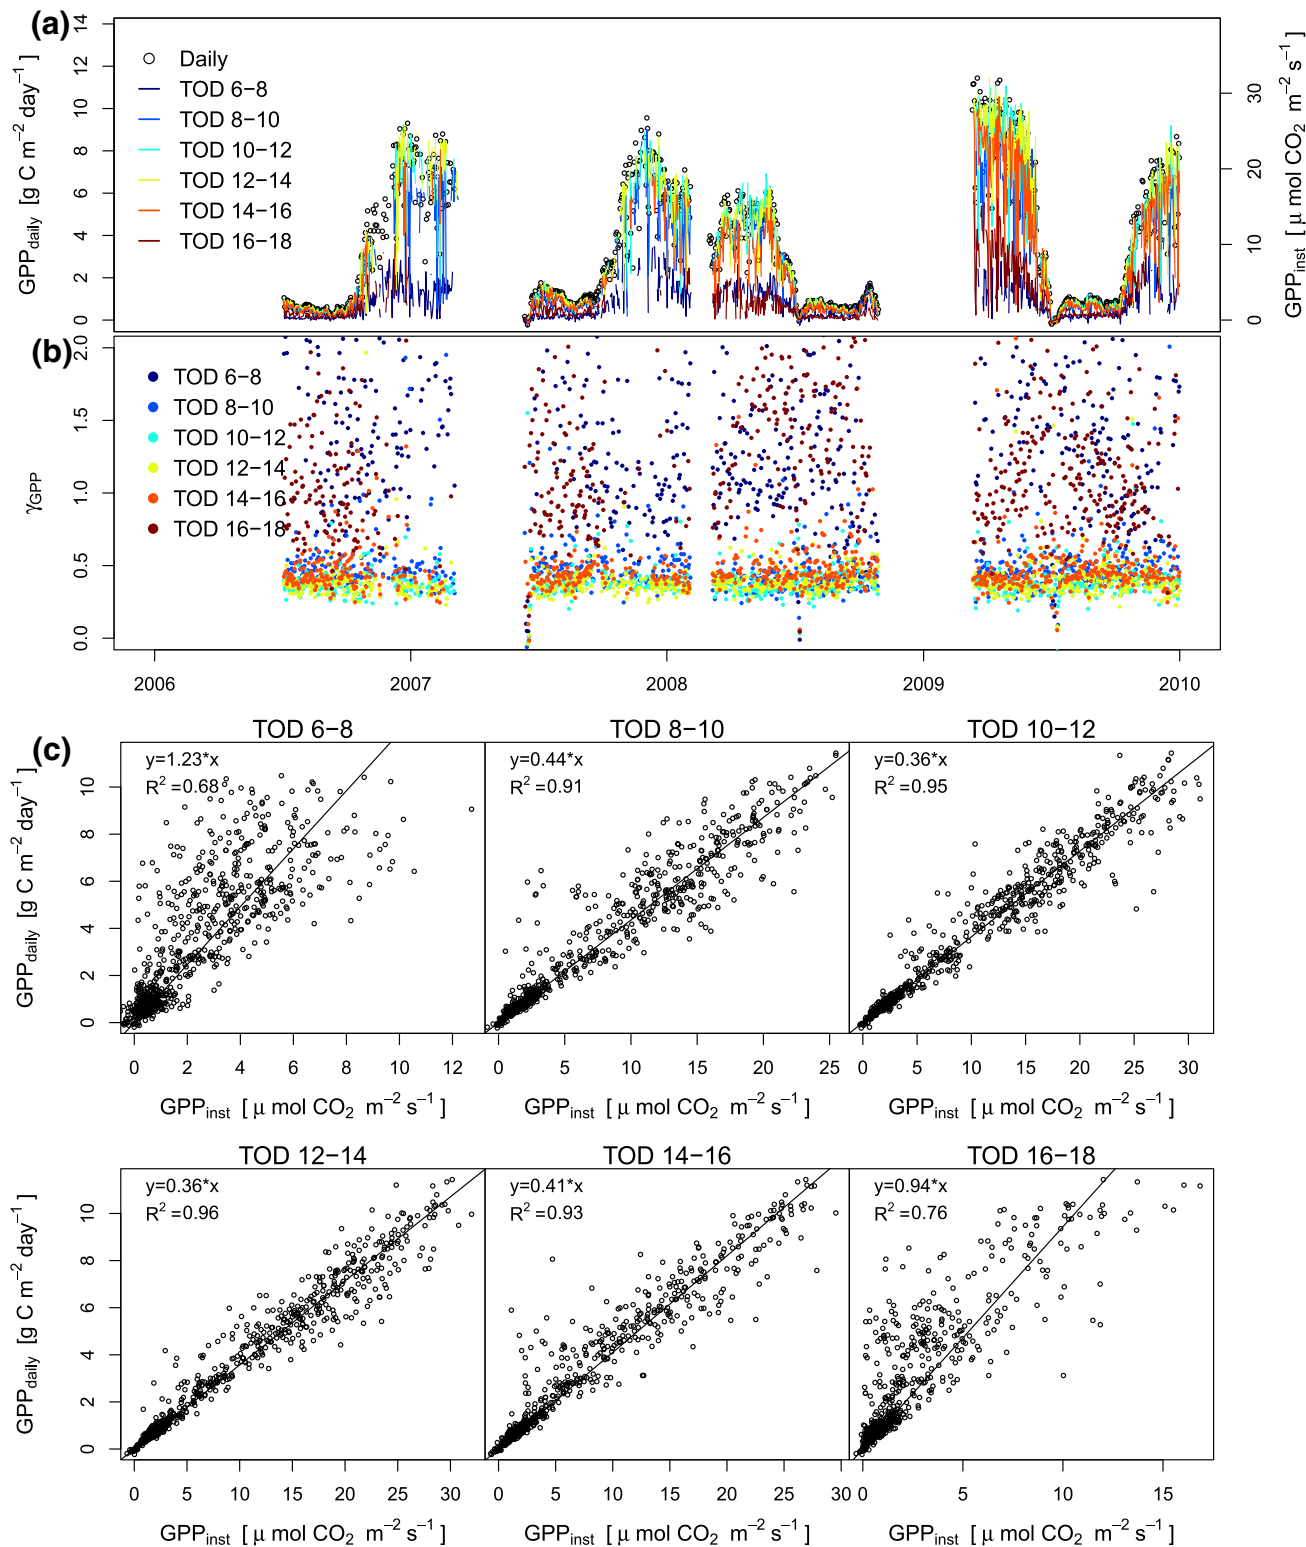 (a)
GPPdaily [g C m−2 day−1]
0 2 4 6 8 10 12 14
Daily
TOD 6−8
TOD 8−10
TOD 10−12
TOD 12−14
TOD 14−16
TOD 16−18
0 10 20 30
GPPinst [ μ mol CO2 m−2 s−1 ]
(b)
γGPP
0.0 0.5 1.0 1.5 2.0
TOD 6−8
TOD 8−10
TOD 10−12
TOD 12−14
TOD 14−16
TOD 16−18
2006 2007 2008 2009 2010
(c)
TOD 6−8
y=1.23*x
R2 =0.68
GPPdaily [g C m−2 day−1]
0 2 4 6 8 10
0 2 4 6 8 10 12
GPPinst [ μ mol CO2 m−2 s−1 ]
TOD 8−10
y=0.44*x
R2 =0.91
0 5 10 15 20 25
GPPinst [ μ mol CO2 m−2 s−1 ]
TOD 10−12
y=0.36*x
R2 =0.95
0 5 10 15 20 25 30
GPPinst [ μ mol CO2 m−2 s−1 ]
TOD 12−14
y=0.36*x
R2 =0.96
GPPdaily [g C m−2 day−1]
0 2 4 6 8 10
0 5 10 15 20 25 30
GPPinst [ μ mol CO2 m−2 s−1 ]
TOD 14−16
y=0.41*x
R2 =0.93
0 5 10 15 20 25 30
GPPinst [ μ mol CO2 m−2 s−1 ]
TOD 16−18
y=0.94*x
R2 =0.76
0 5 10 15
GPPinst [ μ mol CO2 m−2 s−1 ]